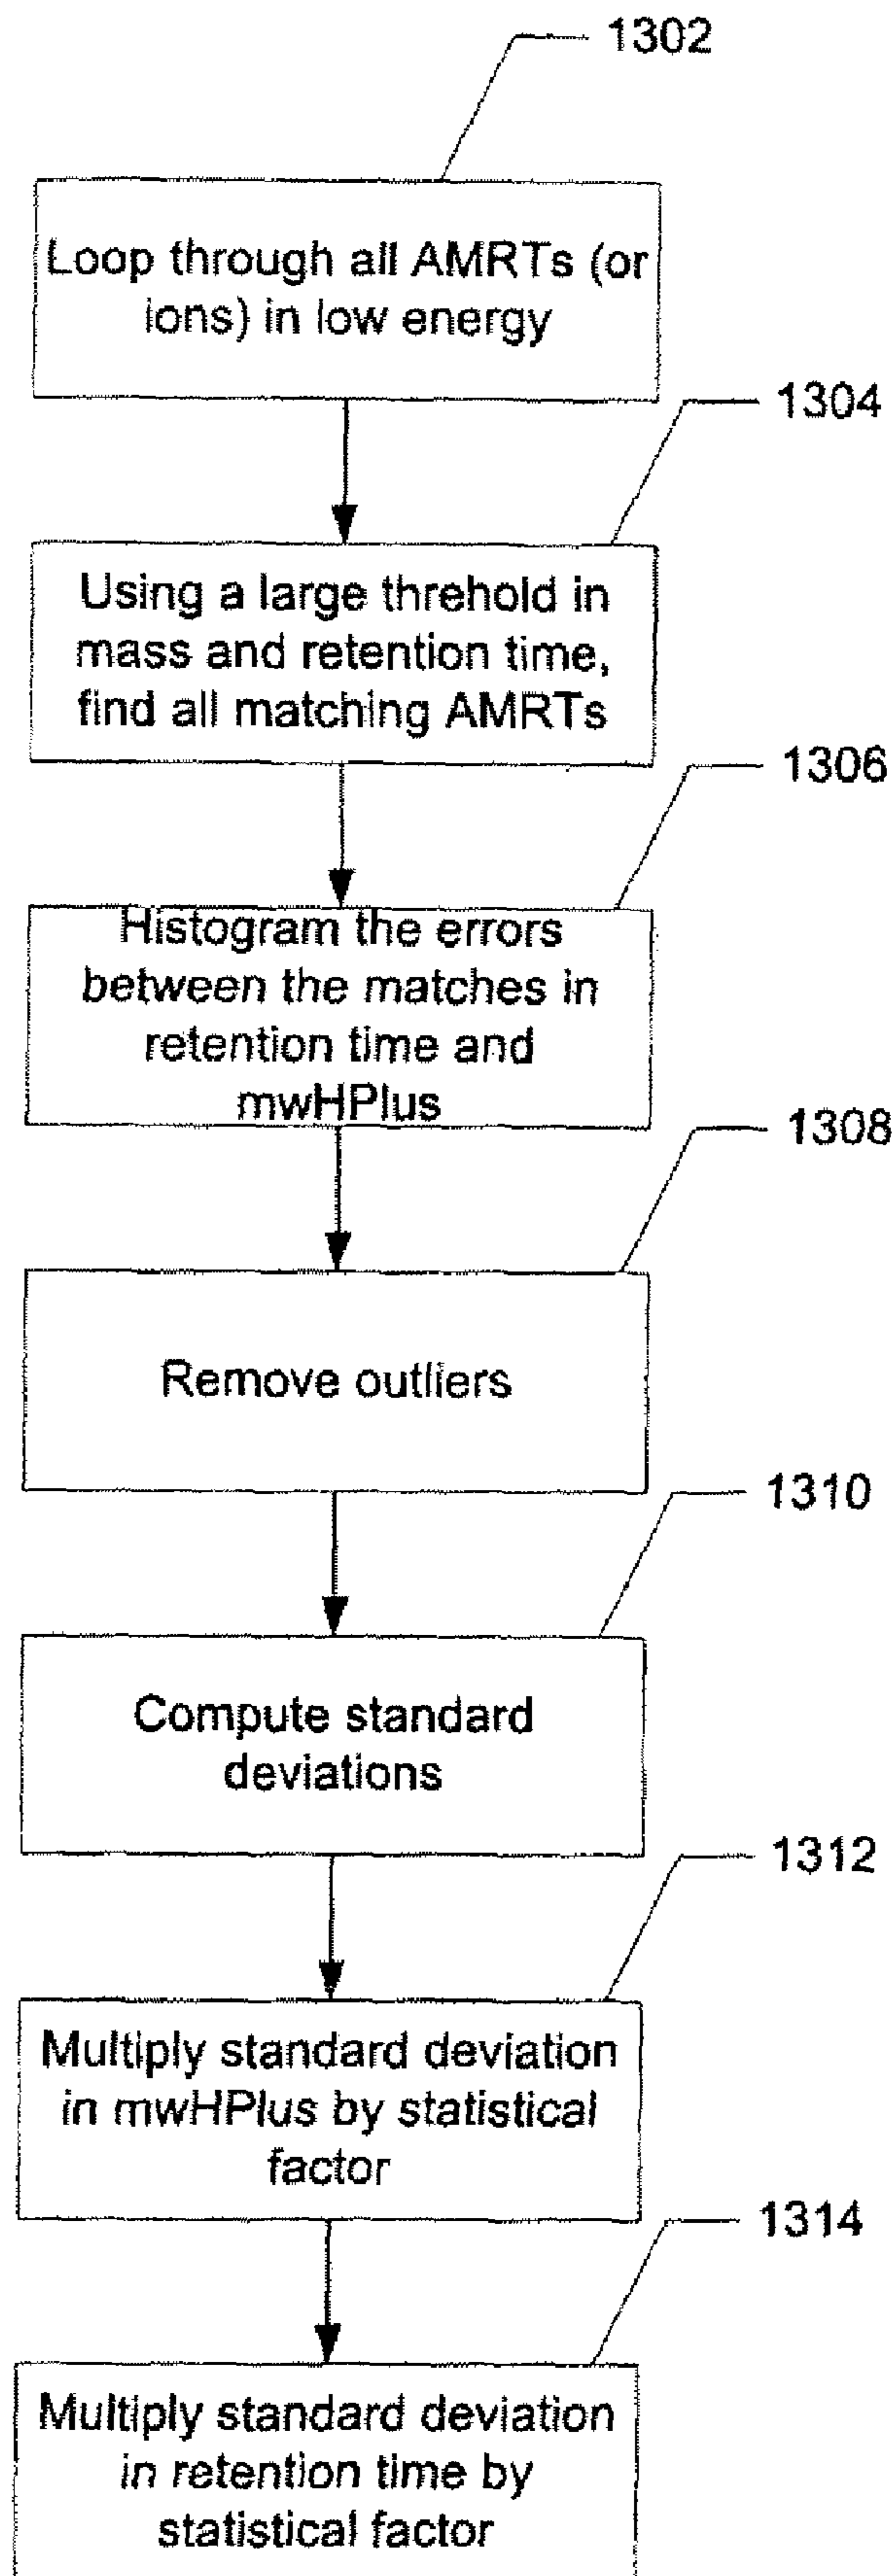 1302
Loop through all AMRTs (or
ions) in low energy
1304
Using a large threhold in
mass and retention time,
find all matching AMRTs
1306
Histogram the errors
between the matches in
retention time and
mwHPlus
1308
Remove outliers
1310
Compute standard
deviations
1312
Multiply standard deviation
in mwHPlus by statistical
factor
1314
Multiply standard deviation
in retention time by
statistical factor